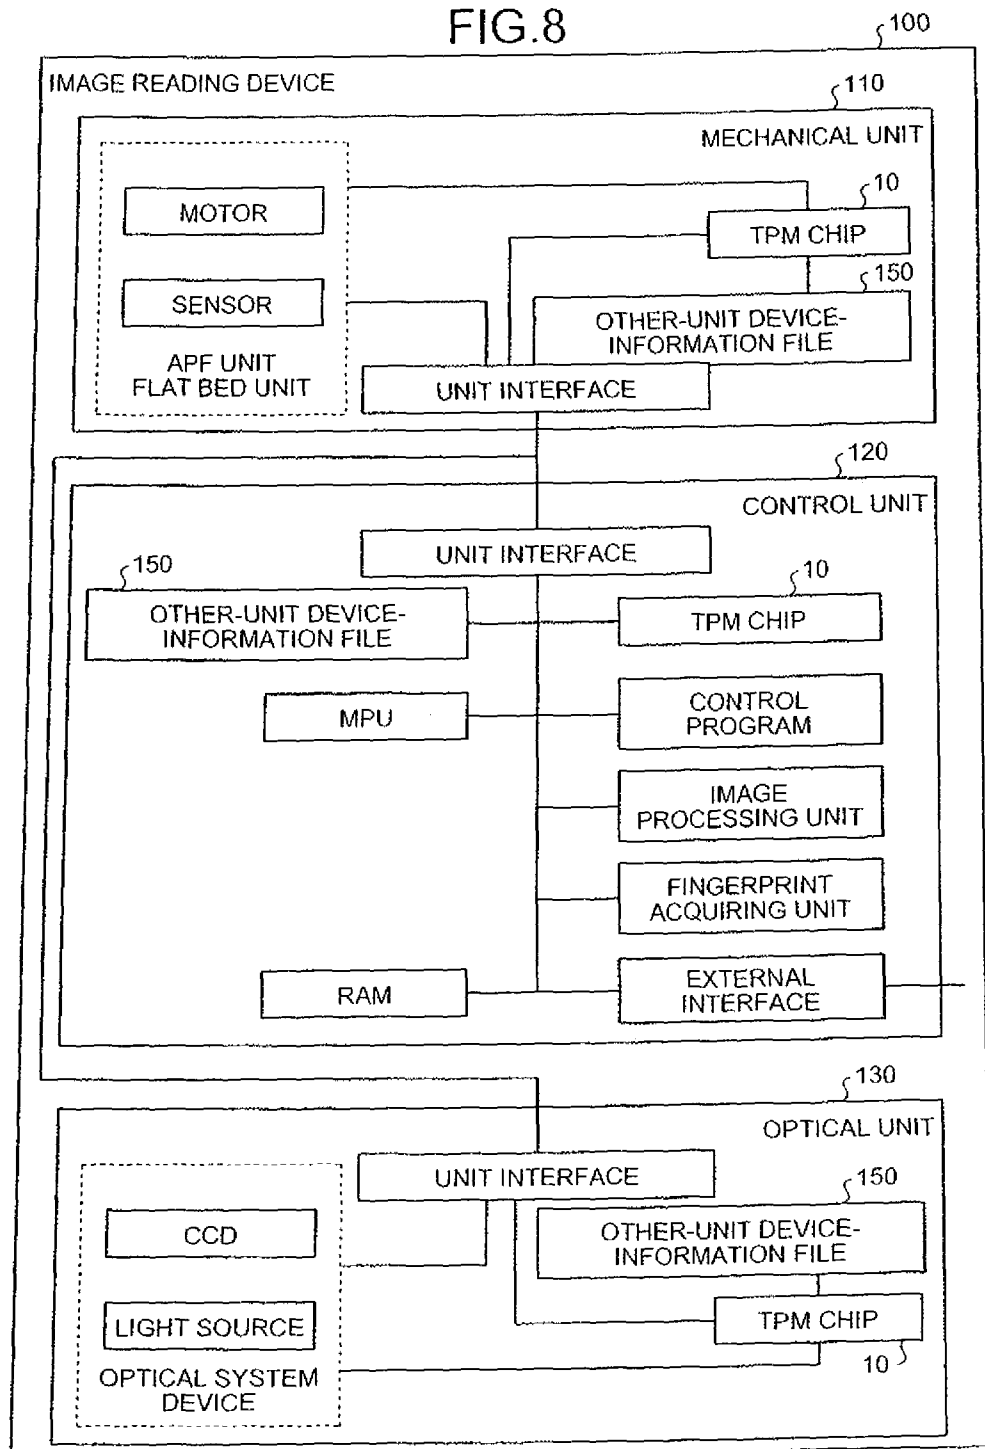 FIG.8
100
IMAGE READING DEVICE
110
MECHANICAL UNIT
MOTOR
10
TPM CHIP
150
SENSOR
OTHER-UNIT DEVICE-
INFORMATION FILE
APF UNIT
FLAT BED UNIT
UNIT INTERFACE
120
CONTROL UNIT
UNIT INTERFACE
150
OTHER-UNIT DEVICE-
INFORMATION FILE
10
TPM CHIP
MPU
CONTROL
PROGRAM
IMAGE
PROCESSING UNIT
FINGERPRINT
ACQUIRING UNIT
RAM
EXTERNAL
INTERFACE
130
OPTICAL UNIT
UNIT INTERFACE
150
CCD
OTHER-UNIT DEVICE-
INFORMATION FILE
LIGHT SOURCE
TPM CHIP
10
OPTICAL SYSTEM
DEVICE